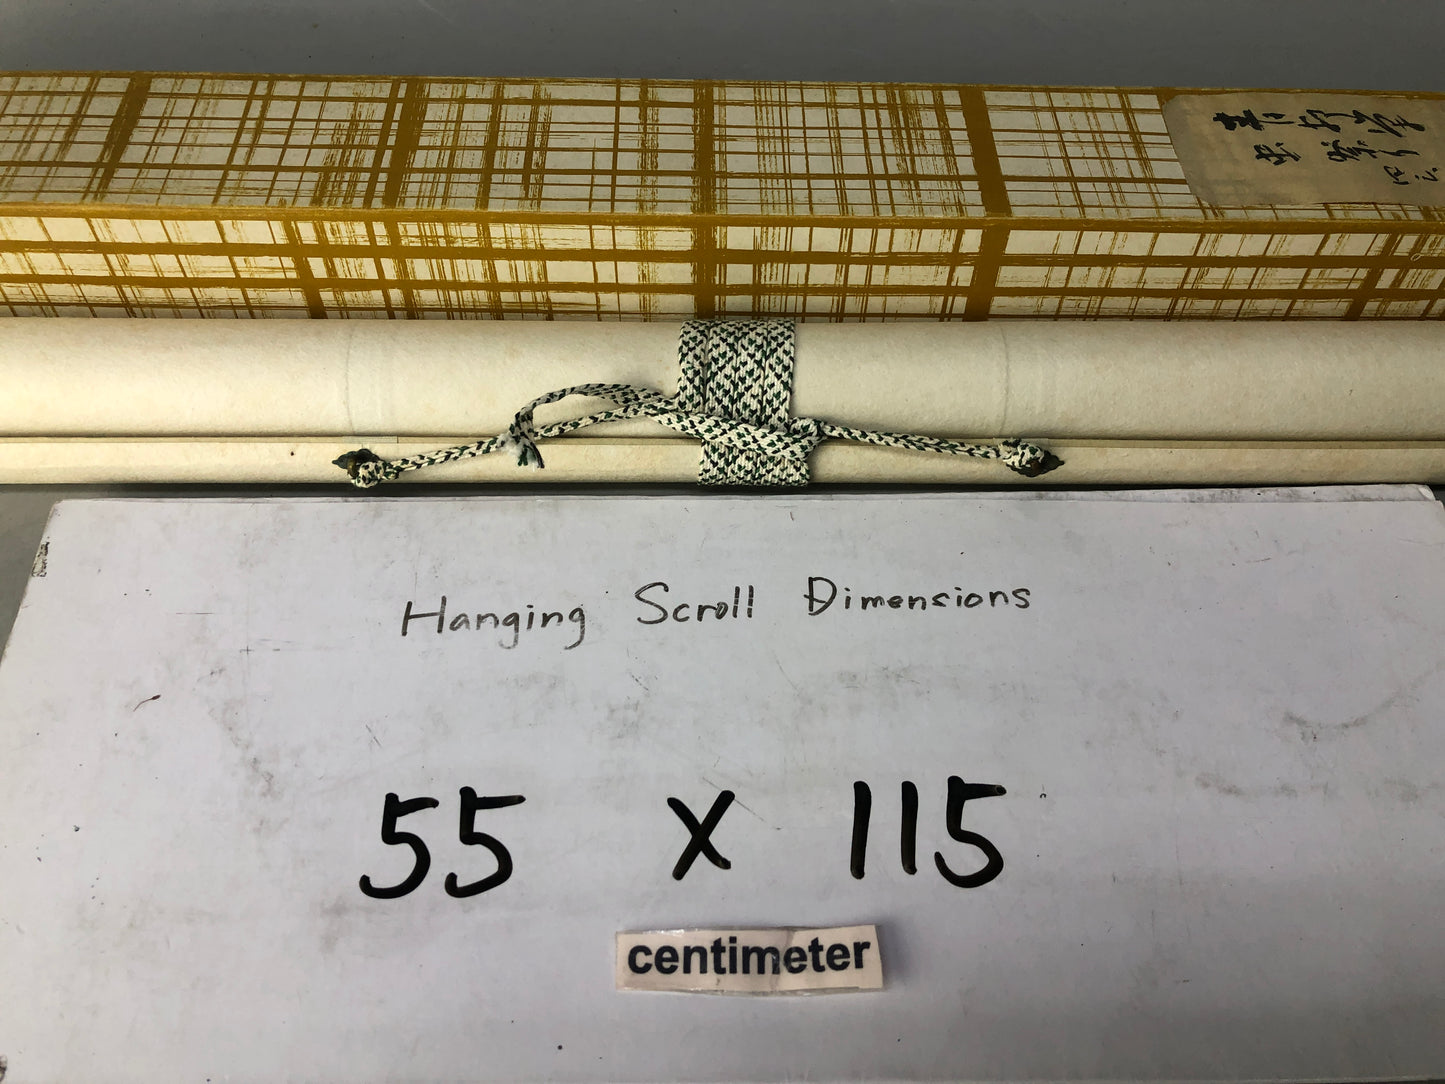 Hanging Scroll Dimensions
55 x 115
centimeter